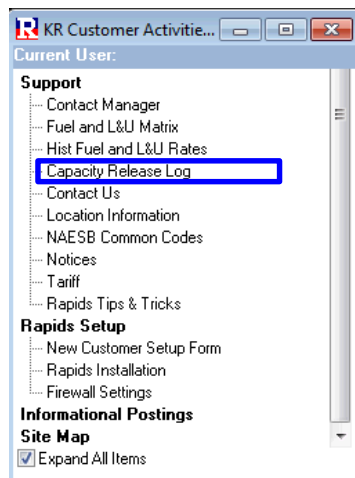 R KR Customer Activitie...
Current User:
Support
Contact Manager
Fuel and L&U Matrix
Hist Fuel and L&U Rates
Capacity Release Log
Contact Us
Location Information
NAESB Common Codes
Notices
Tariff
Rapids Tips & Tricks
Rapids Setup
New Customer Setup Form
Rapids Installation
Firewall Settings
Informational Postings
Site Map
Expand All Items